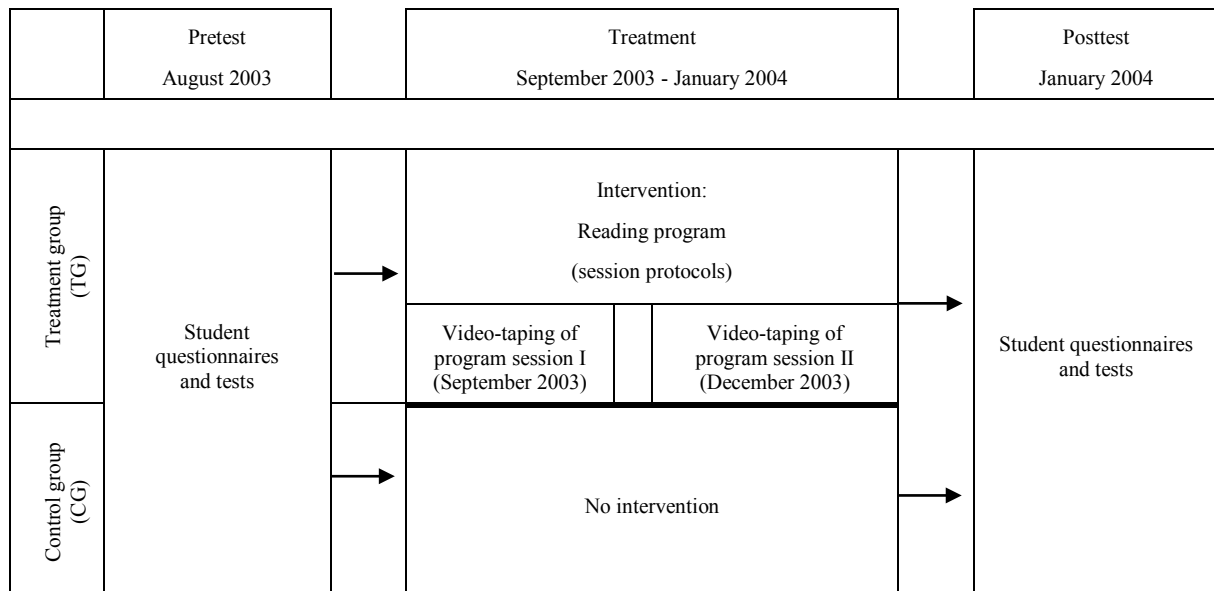 Pretest
August 2003
Treatment
September 2003 - January 2004
Posttest
January 2004
Treatment group
(TG)
Student
questionnaires
and tests
Intervention:
Reading program
(session protocols)
Video-taping of
program session I
(September 2003)
Video-taping of
program session II
(December 2003)
Student questionnaires
and tests
Control group
(CG)
No intervention